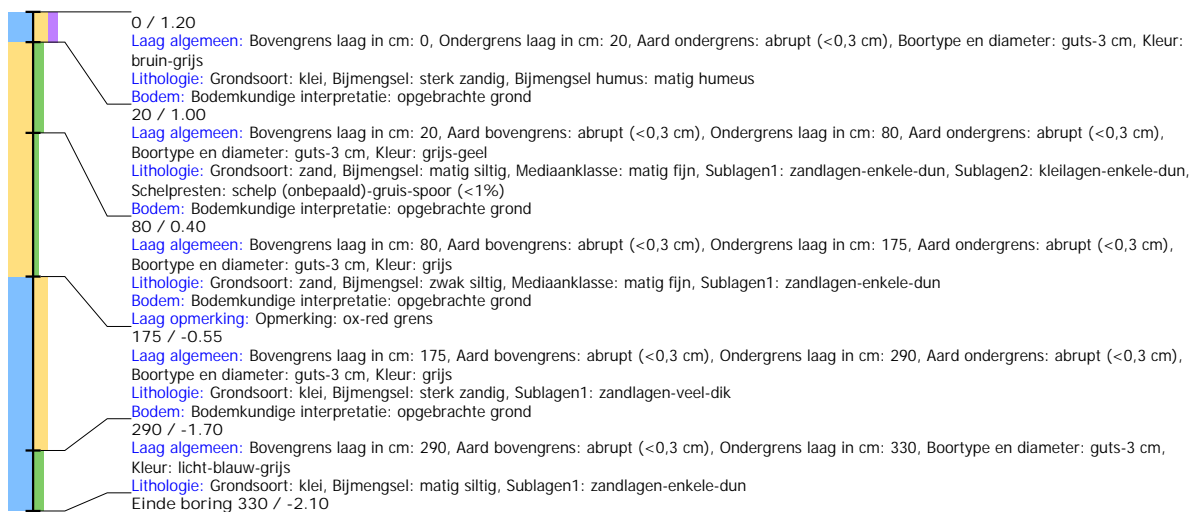 0 / 1.20
Laag algemeen: Bovengrens laag in cm: 0, Ondergrens laag in cm: 20, Aard ondergrens: abrupt (<0,3 cm), Boortype en diameter: guts-3 cm, Kleur:
bruin-grijs
Lithologie: Grondsoort: klei, Bijmengsel: sterk zandig, Bijmengsel humus: matig humeus
Bodem: Bodemkundige interpretatie: opgebrachte grond
20 / 1.00
Laag algemeen: Bovengrens laag in cm: 20, Aard bovengrens: abrupt (<0,3 cm), Ondergrens laag in cm: 80, Aard ondergrens: abrupt (<0,3 cm),
Boortype en diameter: guts-3 cm, Kleur: grijs-geel
Lithologie: Grondsoort: zand, Bijmengsel: matig siltig, Mediaanklasse: matig fijn, Sublagen1: zandlagen-enkele-dun, Sublagen2: kleilagen-enkele-dun,
Schelpresten: schelp (onbepaald)-gruis-spoor (<1%)
Bodem: Bodemkundige interpretatie: opgebrachte grond
80 / 0.40
Laag algemeen: Bovengrens laag in cm: 80, Aard bovengrens: abrupt (<0,3 cm), Ondergrens laag in cm: 175, Aard ondergrens: abrupt (<0,3 cm),
Boortype en diameter: guts-3 cm, Kleur: grijs
Lithologie: Grondsoort: zand, Bijmengsel: zwak siltig, Mediaanklasse: matig fijn, Sublagen1: zandlagen-enkele-dun
Bodem: Bodemkundige interpretatie: opgebrachte grond
Laag opmerking: Opmerking: ox-red grens
175 / -0.55
Laag algemeen: Bovengrens laag in cm: 175, Aard bovengrens: abrupt (<0,3 cm), Ondergrens laag in cm: 290, Aard ondergrens: abrupt (<0,3 cm),
Boortype en diameter: guts-3 cm, Kleur: grijs
Lithologie: Grondsoort: klei, Bijmengsel: sterk zandig, Sublagen1: zandlagen-veel-dik
Bodem: Bodemkundige interpretatie: opgebrachte grond
290 / -1.70
Laag algemeen: Bovengrens laag in cm: 290, Aard bovengrens: abrupt (<0,3 cm), Ondergrens laag in cm: 330, Boortype en diameter: guts-3 cm,
Kleur: licht-blauw-grijs
Lithologie: Grondsoort: klei, Bijmengsel: matig siltig, Sublagen1: zandlagen-enkele-dun
Einde boring 330 / -2.10